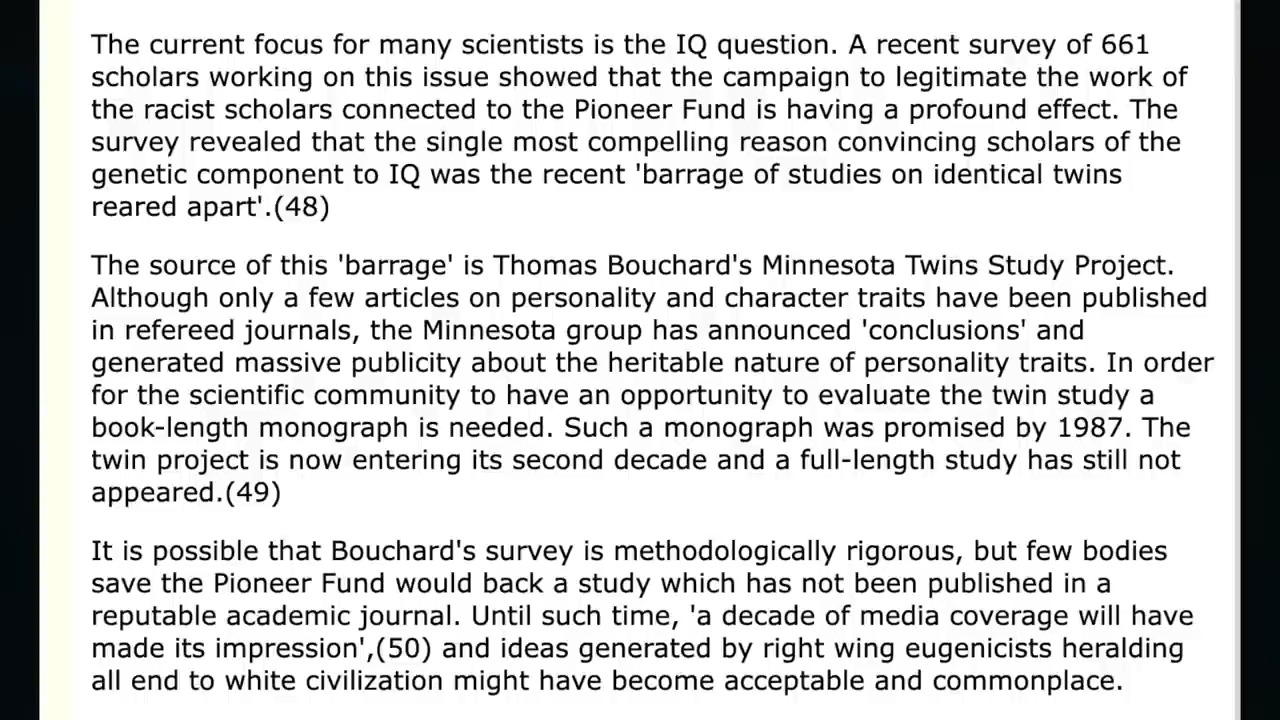 The current focus for many scientists is the IQ question. A recent survey of 661
scholars working on this issue showed that the campaign to legitimate the work of
the racist scholars connected to the Pioneer Fund is having a profound effect. The
survey revealed that the single most compelling reason convincing scholars of the
genetic component to IQ was the recent 'barrage of studies on identical twins
reared apart'.(48)
The source of this 'barrage' is Thomas Bouchard's Minnesota Twins Study Project.
Although only a few articles on personality and character traits have been published
in refereed journals, the Minnesota group has announced 'conclusions' and
generated massive publicity about the heritable nature of personality traits. In order
for the scientific community to have an opportunity to evaluate the twin study a
book-length monograph is needed. Such a monograph was promised by 1987. The
twin project is now entering its second decade and a full-length study has still not
appeared.(49)
It is possible that Bouchard's survey is methodologically rigorous, but few bodies
save the Pioneer Fund would back a study which has not been published in a
reputable academic journal. Until such time, 'a decade of media coverage will have
made its impression',(50) and ideas generated by right wing eugenicists heralding
all end to white civilization might have become acceptable and commonplace.